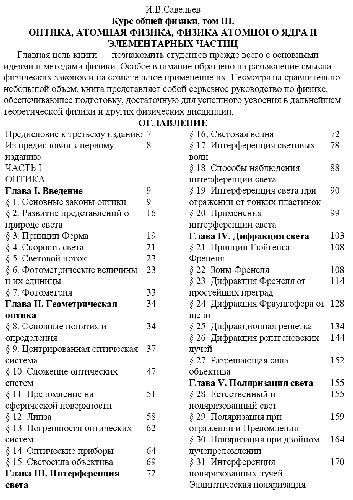 И.В.Савельев
Курс общей физики, том III.
ОПТИКА, АТОМНАЯ ФИЗИКА, ФИЗИКА АТОМНОГО ЯДРА И
ЭЛЕМЕНТАРНЫХ ЧАСТИЦ
Главная цель книги — познакомить студентов прежде всего с основными
идеями и методами физики. Особое внимание обращено на разъяснение смысла
физических законов и на сознательное применение их. Несмотря на сравнительно
небольшой объем, книга представляет собой серьезное руководство по физике,
обеспечивающее подготовку, достаточную для успешного усвоения в дальнейшем
теоретической физики и других физических дисциплин.
ОГЛАВЛЕНИЕ
Предисловие к третьему изданию 7
Из предисловия к первому 8
изданию
ЧАСТЬ I
ОПТИКА
Глава I. Введение 9
§ 1. Основные законы оптики 9
§ 2. Развитие представлений о 16
природе света
§ 3. Принцип Ферма 19
§ 4. Скорость света 21
§ 5. Световой поток 23
§ 6. Фотометрические величины 23
и их единицы
§ 7. Фотометрия 33
Глава II. Геометрическая 34
оптика
§ 8. Основные понятия и 34
определения
§ 9. Центрированная оптическая 37
система
§ 10. Сложение оптических 47
систем
§ 11. Преломление на 51
сферической поверхности
§ 12. Линза 58
§ 13. Погрешности оптических 62
систем
§ 14. Оптические приборы 64
§ 15. Светосила объектива 69
Глава III. Интерференция 72
света
§ 16. Световая волна 72
§ 17. Интерференция световых 78
волн
§ 18. Способы наблюдения 88
интерференции света
§ 19. Интерференция света при 90
отражении от тонких пластинок
§ 20. Применения 99
интерференции света
Глава IV. Дифракция света 103
§ 21. Принцип Гюйгенса — 108
Френеля
§ 22. Зоны Френеля 108
§ 23. Дифракция Френеля от 114
простейших преград
§ 24. Дифракция Фраунгофера от 128
щели
§ 25. Дифракционная решетка 134
§ 26. Дифракция рентгеновских 144
лучей
§ 27. Разрешающая сила 152
объектива
Глава V. Поляризация света 155
§ 28. Естественный и 155
поляризованный свет
§ 29. Поляризация при 159
отражении и преломлении
§ 30. Поляризация при двойном 164
лучепреломлении
§ 31. Интерференция 170
поляризованных лучей.
Эллиптическая поляризация